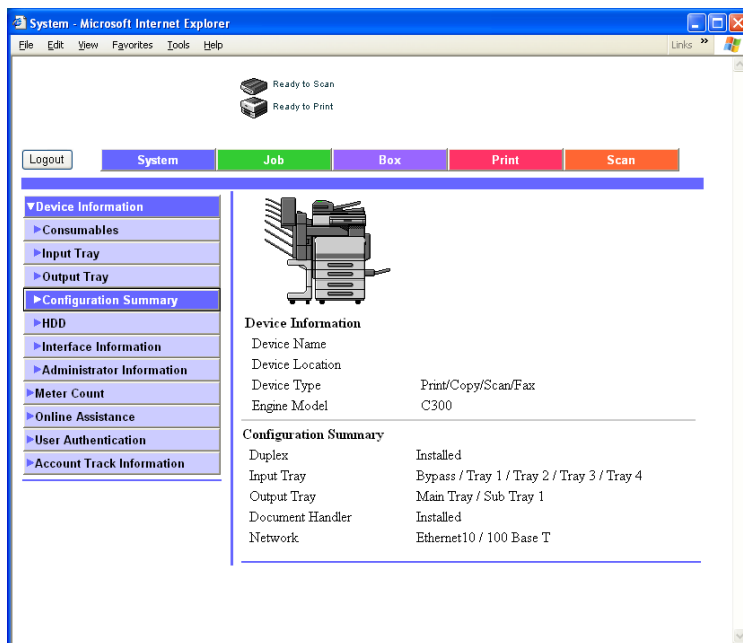 System - Microsoft Internet Explorer
File Edit View Favorites Tools Help Links »
Ready to Scan
Ready to Print
Logout System Job Box Print Scan
Device Information
Consumables
Input Tray
Output Tray
Configuration Summary
HDD
Interface Information
Administrator Information
Meter Count
Online Assistance
User Authentication
Account Track Information
Device Information
Device Name
Device Location
Device Type Print/Copy/Scan/Fax
Engine Model C300
Configuration Summary
Duplex Installed
Input Tray Bypass / Tray 1 / Tray 2 / Tray 3 / Tray 4
Output Tray Main Tray / Sub Tray 1
Document Handler Installed
Network Ethernet10 / 100 Base T